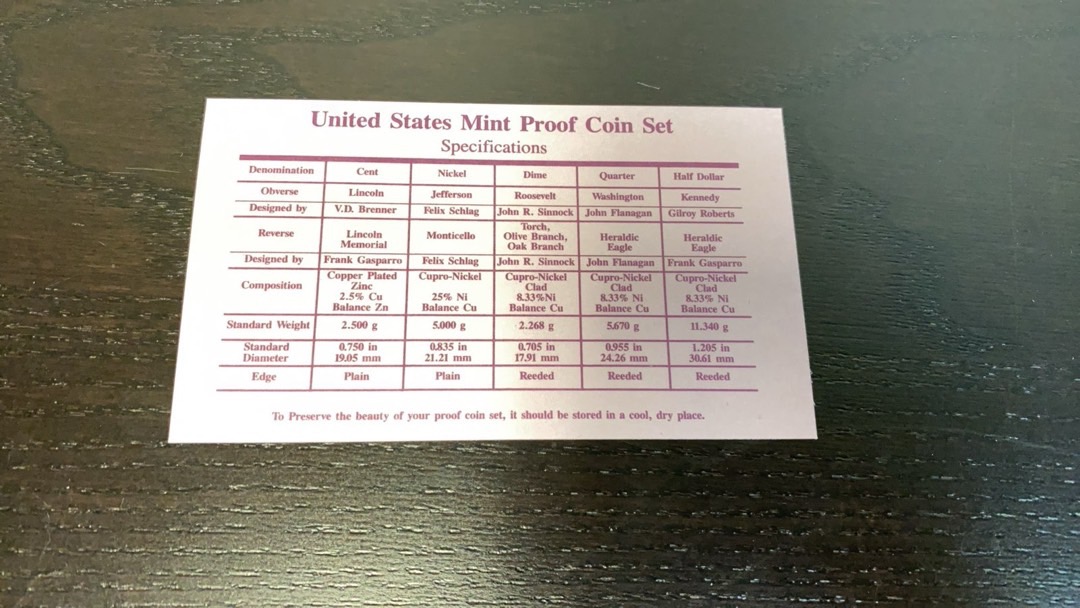 United States Mint Proof Coin Set
Specifications
Denomination Cent Nickel Dime Quarter Half Dollar
Obverse Lincoln Jefferson Roosevelt Washington Kennedy
Designed by V.D. Brenner Felix Schlag John R. Sinnock John Flanagan Gilroy Roberts
Reverse Lincoln Memorial Monticello Torch, Olive Branch, Oak Branch Heraldic Eagle Heraldic Eagle
Designed by Frank Gasparro Felix Schlag John R. Sinnock John Flanagan Frank Gasparro
Composition Copper Plated Zinc 2.5% Cu Balance Zn Cupro-Nickel 25% Ni Balance Cu Cupro-Nickel Clad 8.33%Ni Balance Cu Cupro-Nickel Clad 8.33% Ni Balance Cu Cupro-Nickel Clad 8.33% Ni Balance Cu
Standard Weight 2.500 g 5.000 g 2.268 g 5.670 g 11.340 g
Standard Diameter 0.750 in 19.05 mm 0.835 in 21.21 mm 0.705 in 17.91 mm 0.955 in 24.26 mm 1.205 in 30.61 mm
Edge Plain Plain Reeded Reeded Reeded
To Preserve the beauty of your proof coin set, it should be stored in a cool, dry place.